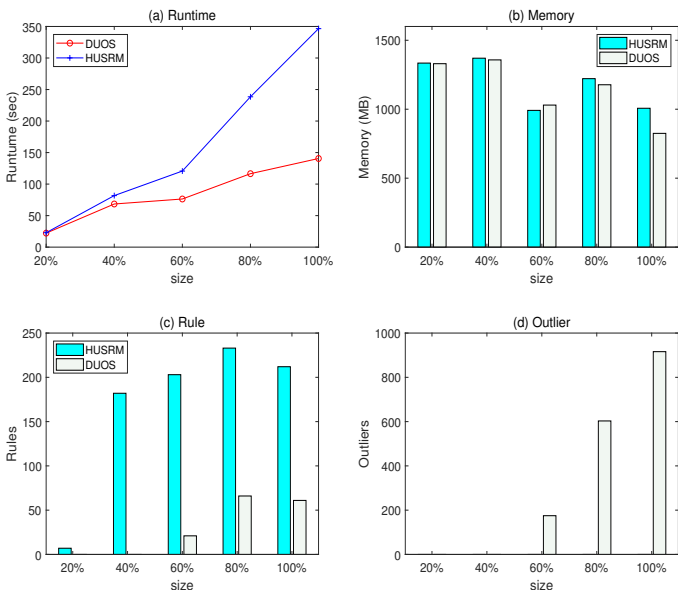 (a) Runtime
350
300
250
200
150
100
50
0
Runtume (sec)
DUOS
HUSRM
20%
40%
60%
80%
100%
size
(b) Memory
1500
1000
500
0
Memory (MB)
HUSRM
DUOS
20%
40%
60%
80%
100%
size
(c) Rule
250
200
150
100
50
0
Rules
HUSRM
DUOS
20%
40%
60%
80%
100%
size
(d) Outlier
1000
800
600
400
200
0
Outliers
20%
40%
60%
80%
100%
size